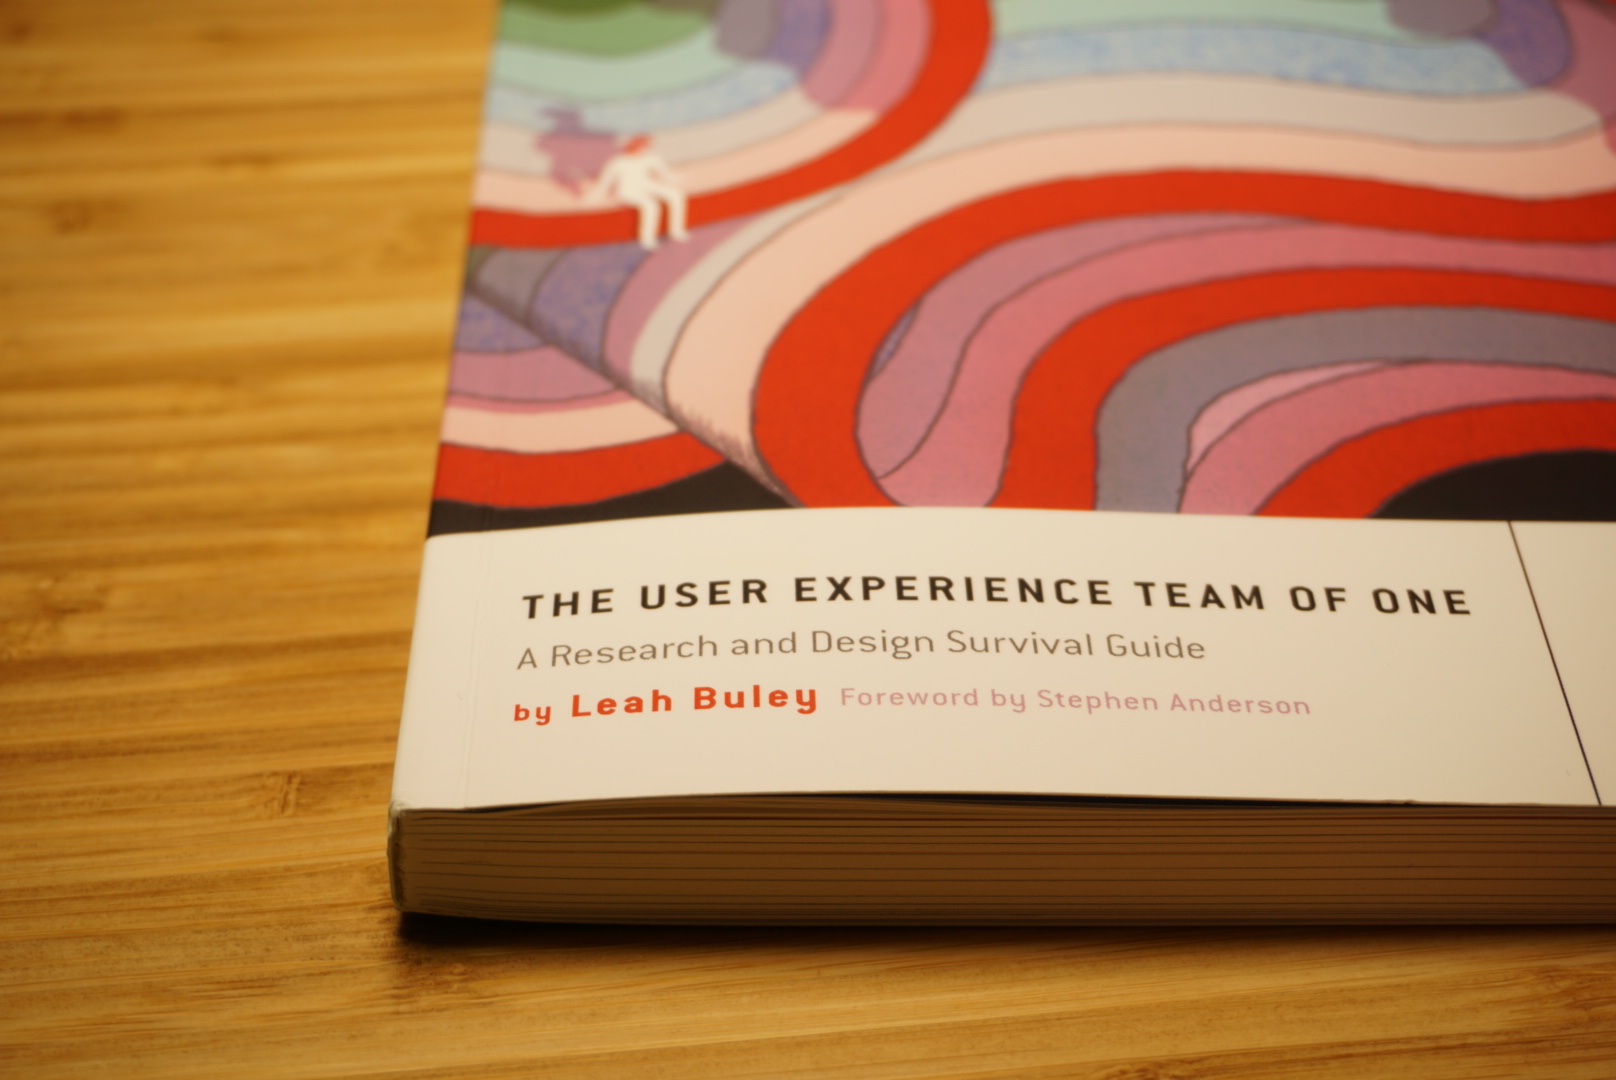 THE USER EXPERIENCE TEAM OF ONE
A Research and Design Survival Guide
by Leah Buley Foreword by Stephen Anderson